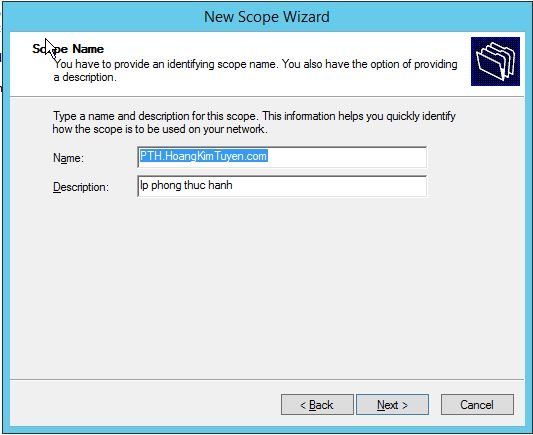 New Scope Wizard
Scope Name
You have to provide an identifying scope name. You also have the option of providing
a description.
Type a name and description for this scope. This information helps you quickly identify
how the scope is to be used on your network.
Name:
PTH.HoangKimTuyen.com
Description:
Ip phong thuc hanh
< Back
Next >
Cancel